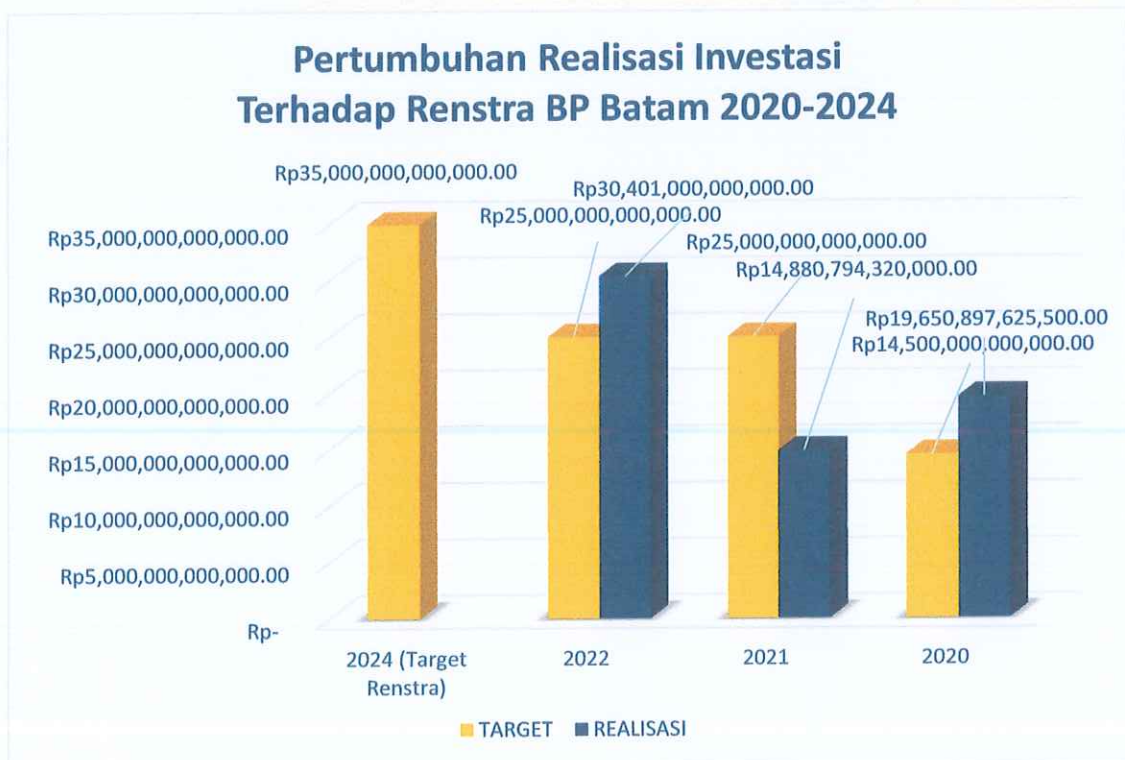 Pertumbuhan Realisasi Investasi
Terhadap Renstra BP Batam 2020-2024
Rp35,000,000,000,000.00
Rp30,401,000,000,000.00
Rp25,000,000,000,000.00
Rp25,000,000,000,000.00
Rp14,880,794,320,000.00
Rp19,650,897,625,500.00
Rp14,500,000,000,000.00
Rp35,000,000,000,000.00
Rp30,000,000,000,000.00
Rp25,000,000,000,000.00
Rp20,000,000,000,000.00
Rp15,000,000,000,000.00
Rp10,000,000,000,000.00
Rp5,000,000,000,000.00
Rp-
2024 (Target
Renstra)
2022
2021
2020
TARGET
REALISASI